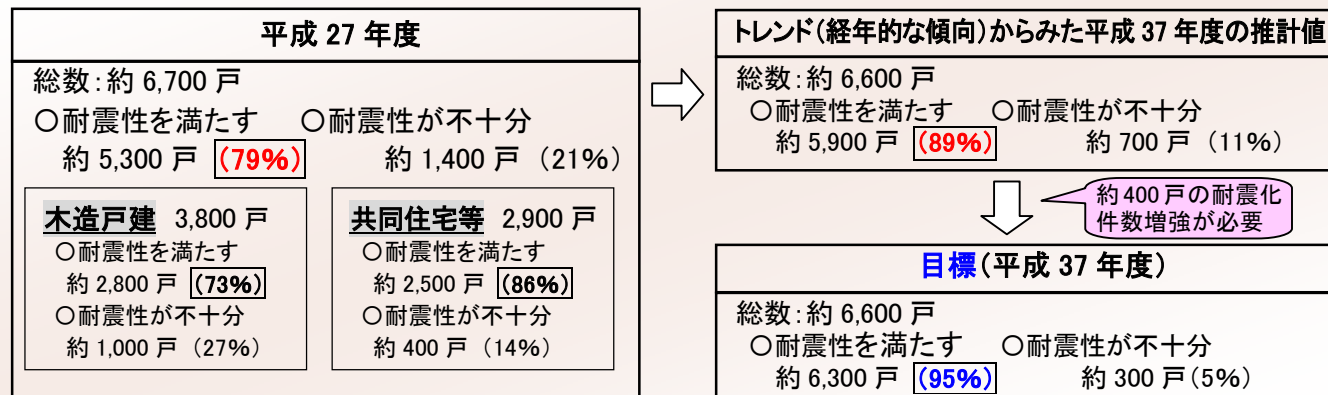 平成 27 年度
総数：約 6,700 戸
○耐震性を満たす ○耐震性が不十分
約 5,300 戸 (79%) 約 1,400 戸 （21%）
木造戸建 3,800 戸
○耐震性を満たす
約 2,800 戸 (73%)
○耐震性が不十分
約 1,000 戸 （27%）
共同住宅等 2,900 戸
○耐震性を満たす
約 2,500 戸 (86%)
○耐震性が不十分
約 400 戸 （14%）
トレンド（経年的な傾向）からみた平成 37 年度の推計値
総数：約 6,600 戸
○耐震性を満たす ○耐震性が不十分
約 5,900 戸 (89%) 約 700 戸 （11%）
約 400 戸の耐震化
件数増強が必要
目標（平成 37 年度）
総数：約 6,600 戸
○耐震性を満たす ○耐震性が不十分
約 6,300 戸 (95%) 約 300 戸（5%）